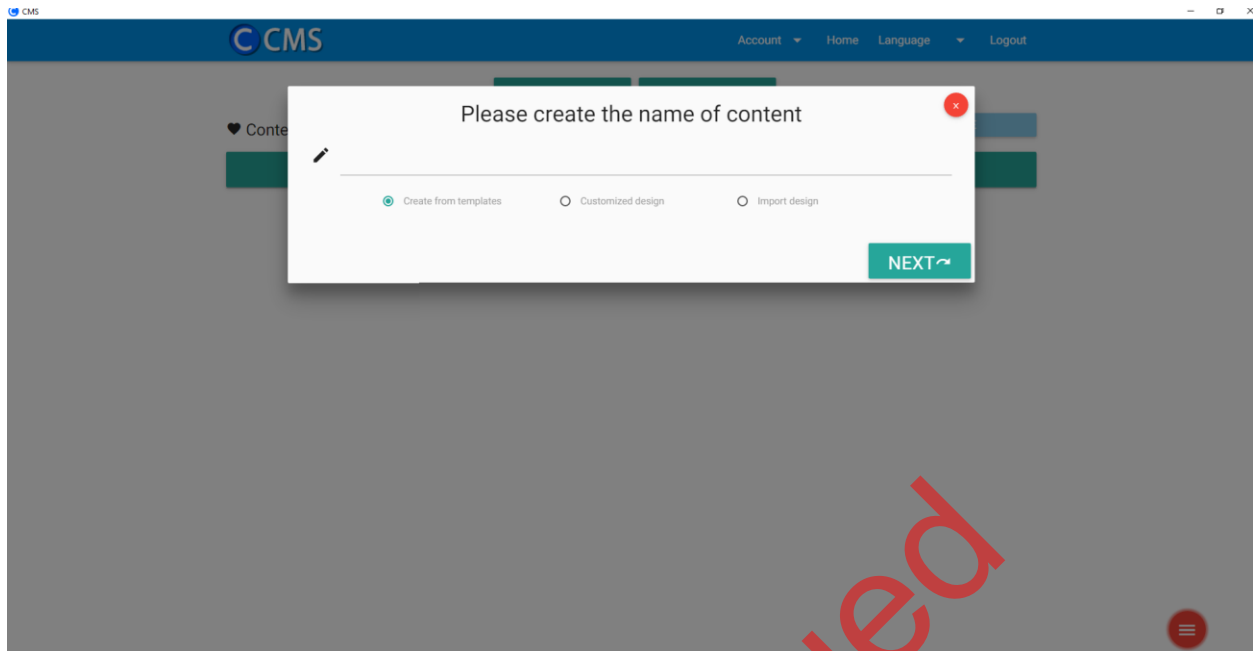 CMS
CCMS
Account
Home
Language
Logout
Please create the name of content
x
Conte
Create from templates
Customized design
Import design
NEXT